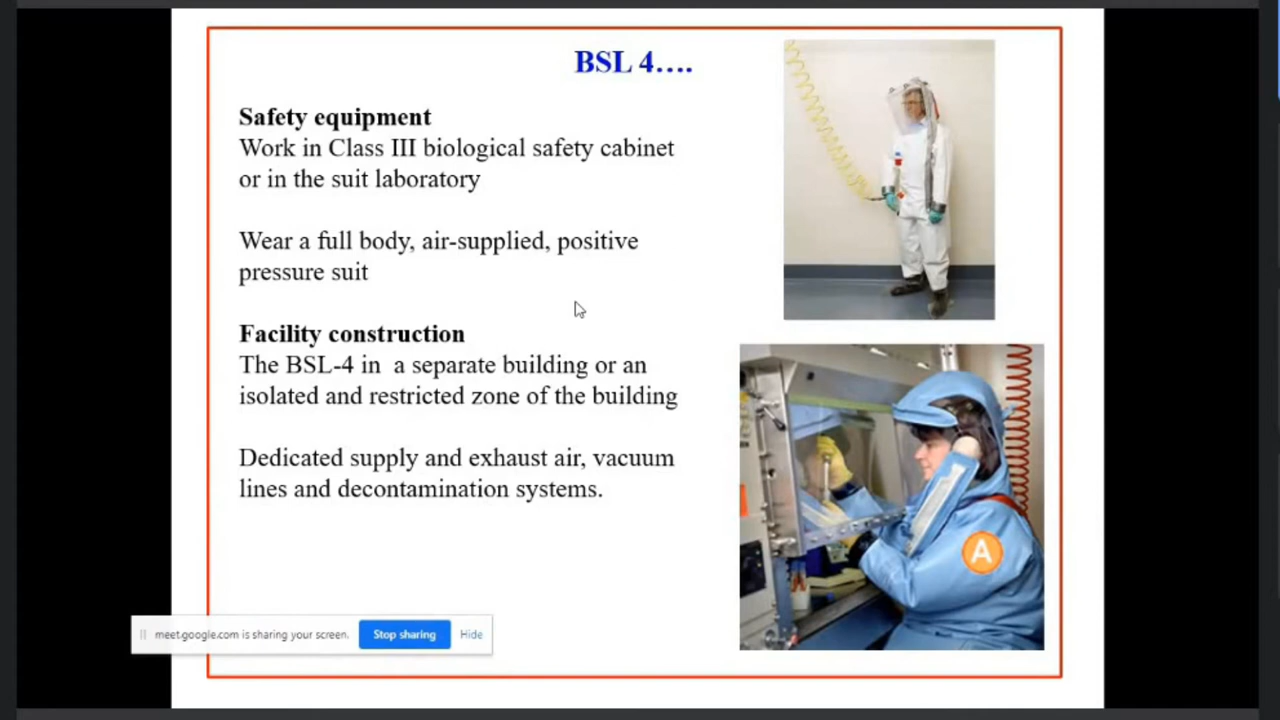 BSL 4....
Safety equipment
Work in Class III biological safety cabinet
or in the suit laboratory
Wear a full body, air-supplied, positive
pressure suit
Facility construction
The BSL-4 in a separate building or an
isolated and restricted zone of the building
Dedicated supply and exhaust air, vacuum
lines and decontamination systems.
A
meet.google.com is sharing your screen.
Stop sharing
Hide